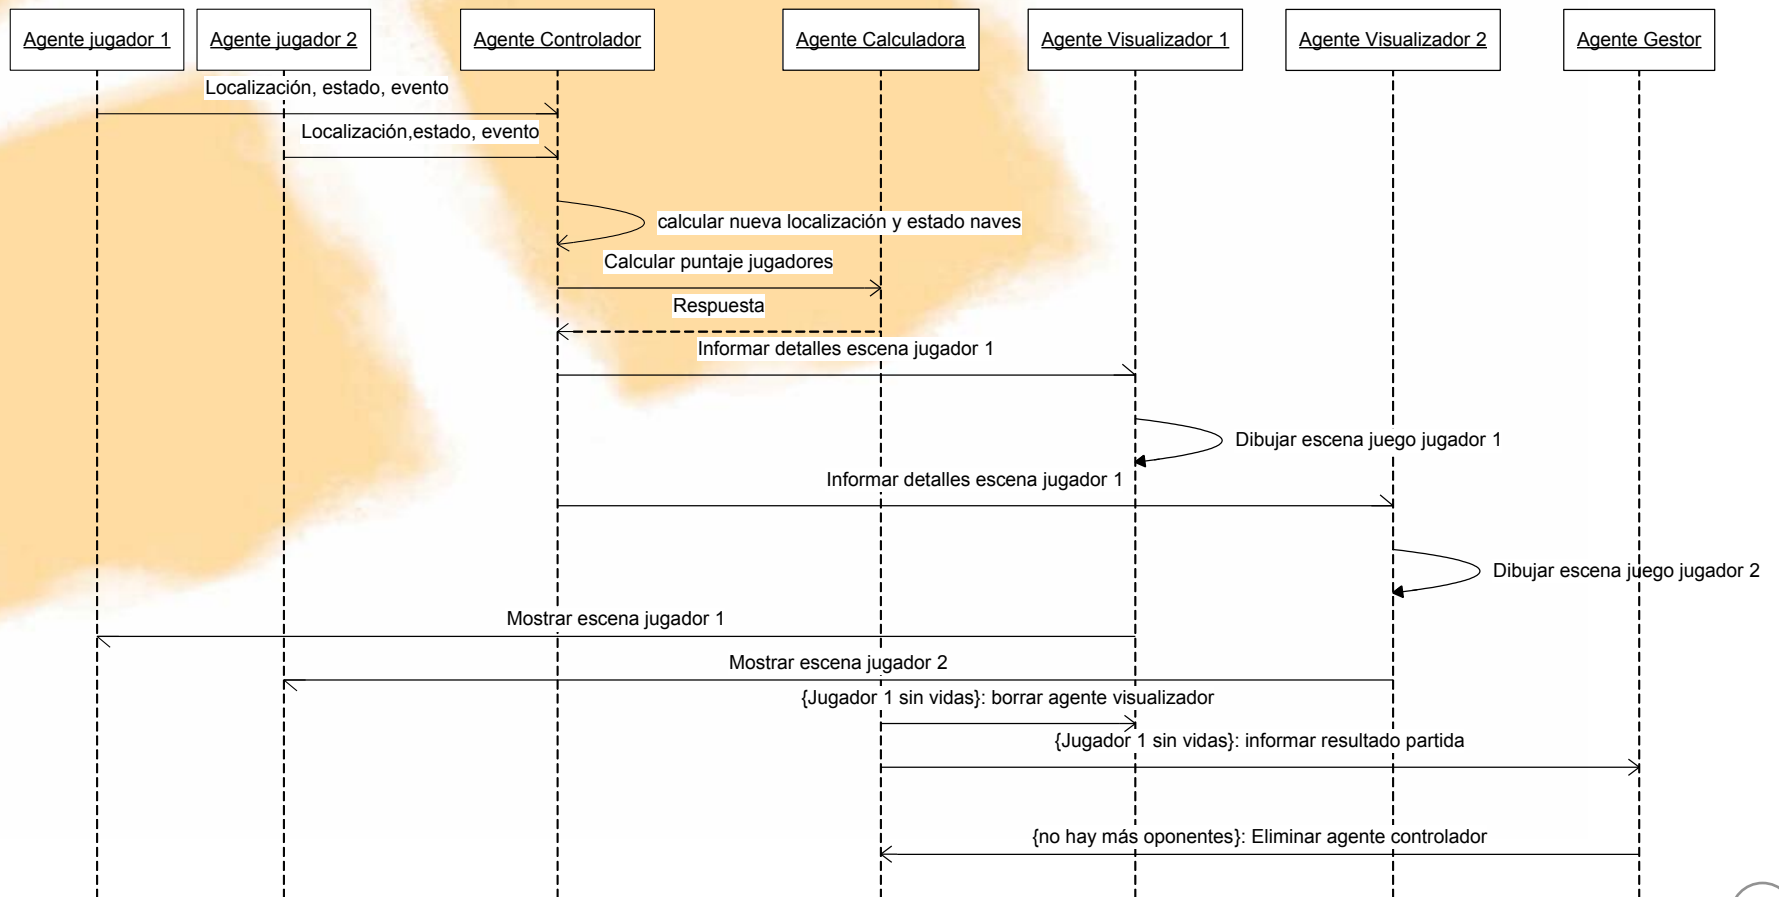 Agente jugador 1
Agente jugador 2
Agente Controlador
Agente Calculadora
Agente Visualizador 1
Agente Visualizador 2
Agente Gestor
Localización, estado, evento
Localización,estado, evento
calcular nueva localización y estado naves
Calcular puntaje jugadores
Respuesta
Informar detalles escena jugador 1
Dibujar escena juego jugador 1
Informar detalles escena jugador 1
Dibujar escena juego jugador 2
Mostrar escena jugador 1
Mostrar escena jugador 2
{Jugador 1 sin vidas}: borrar agente visualizador
{Jugador 1 sin vidas}: informar resultado partida
{no hay más oponentes}: Eliminar agente controlador